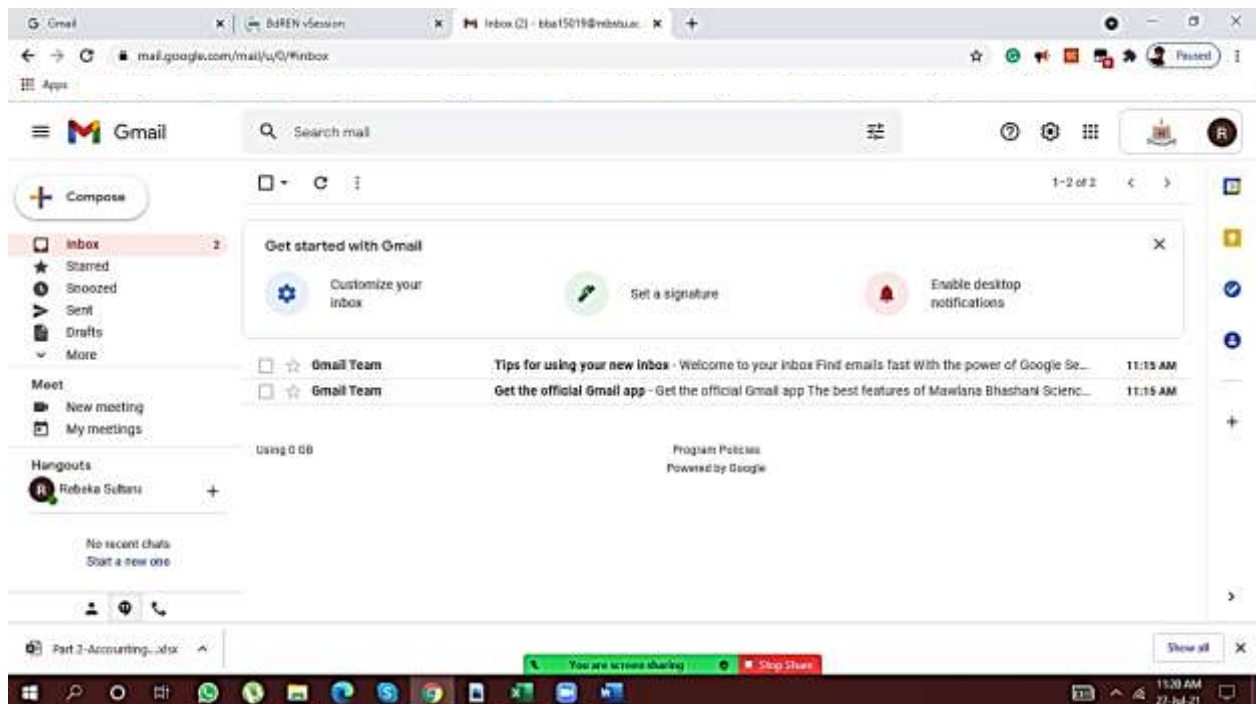 Gmail
BdREN vSession
Inbox (2) - bba15019@mbstu.ac.
mail.google.com/mail/u/0/#inbox
Paused
Apps
Gmail
Search mail
R
Compose
1-2 of 2
Inbox 2
Starred
Snoozed
Sent
Drafts
More
Get started with Gmail
Customize your
inbox
Set a signature
Enable desktop
notifications
Gmail Team Tips for using your new inbox - Welcome to your inbox Find emails fast With the power of Google Se... 11:15 AM
Gmail Team Get the official Gmail app - Get the official Gmail app The best features of Mawlana Bhashani Scienc... 11:15 AM
Meet
New meeting
My meetings
Using 0 GB
Program Policies
Powered by Google
Hangouts
R Rebeka Sultana
No recent chats
Start a new one
Part 2-Accounting....xlsx
Show all
You are screen sharing
Stop Share
11:20 AM
27-Jul-21